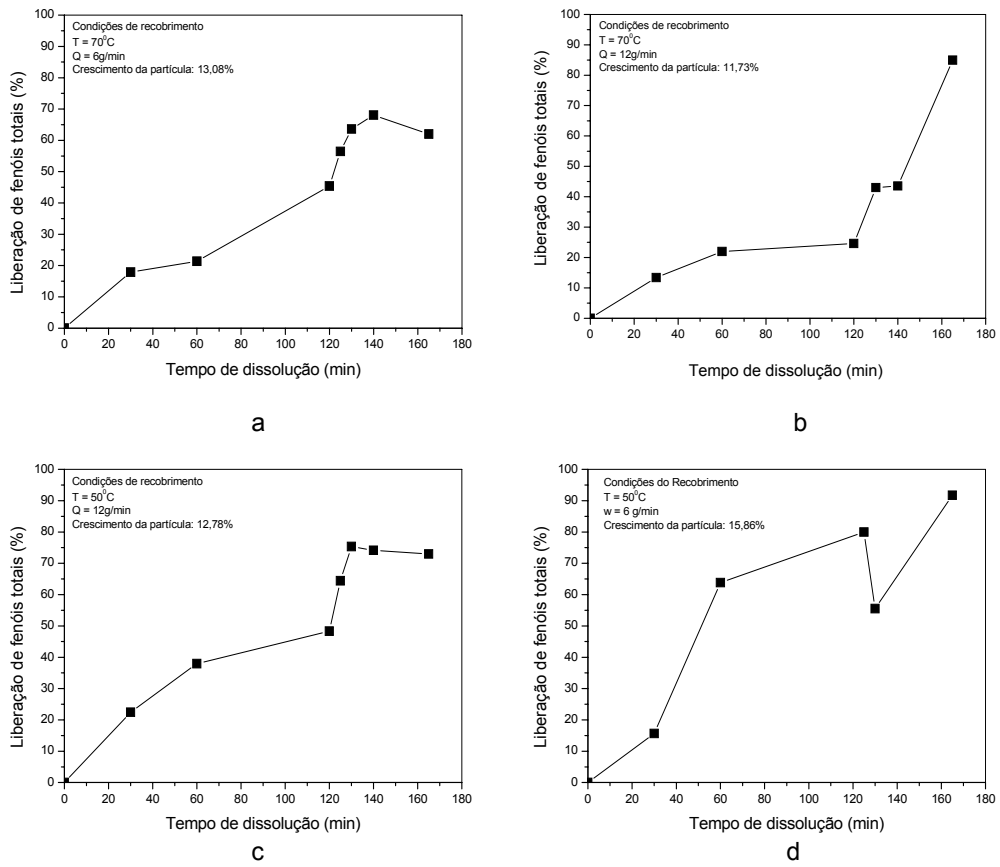 Condições de recobrimento
T = 70⁰C
Q = 6g/min
Crescimento da partícula: 13,08%
Liberação de fenóis totais (%)
100
90
80
70
60
50
40
30
20
10
0
0 20 40 60 80 100 120 140 160 180
Tempo de dissolução (min)
a
Condições de recobrimento
T = 70⁰C
Q = 12g/min
Crescimento da partícula: 11,73%
Liberação de fenóis totais (%)
100
90
80
70
60
50
40
30
20
10
0
0 20 40 60 80 100 120 140 160 180
Tempo de dissolução (min)
b
Condições de recobrimento
T = 50⁰C
Q = 12g/min
Crescimento da partícula: 12,78%
Liberação de fenóis totais (%)
100
90
80
70
60
50
40
30
20
10
0
0 20 40 60 80 100 120 140 160 180
Tempo de dissolução (min)
c
Condições do Recobrimento
T = 50⁰C
w = 6 g/min
Crescimento da partícula: 15,86%
Liberação de fenóis totais (%)
100
90
80
70
60
50
40
30
20
10
0
0 20 40 60 80 100 120 140 160 180
Tempo de dissolução (min)
d